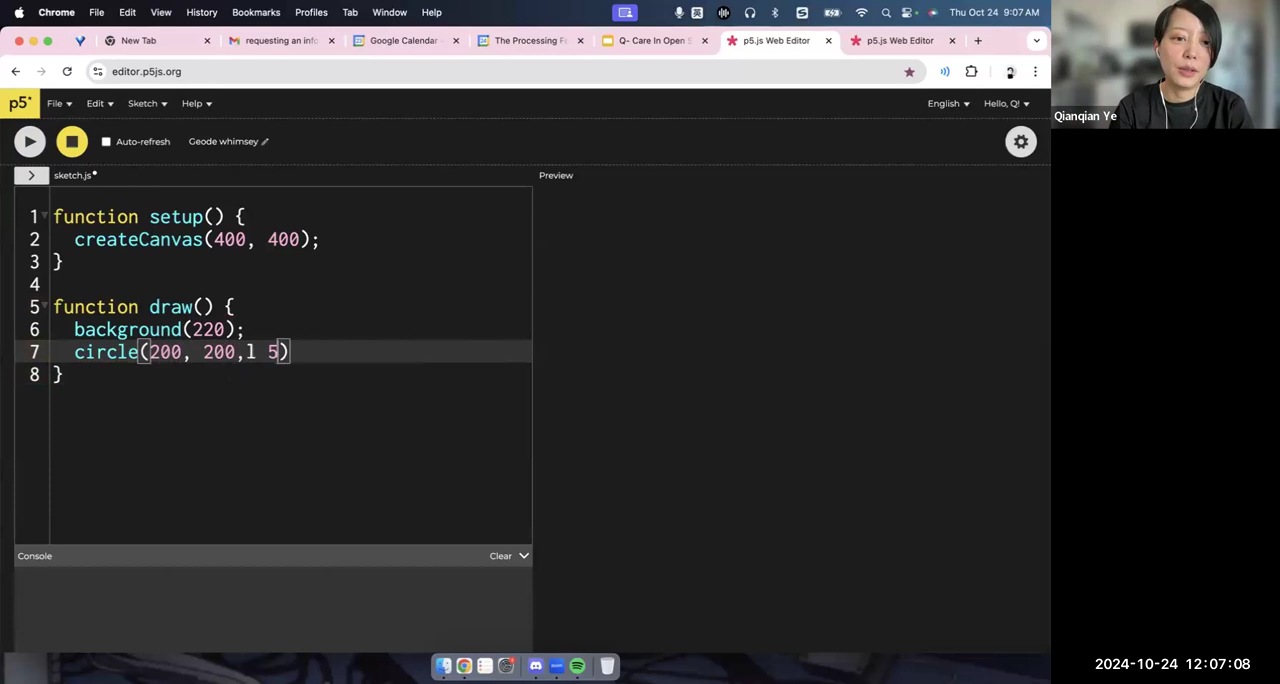 Chrome File Edit View History Bookmarks Profiles Tab Window Help 英 Thu Oct 24 9:07 AM
New Tab requesting an info Google Calendar - The Processing Fo Q- Care In Open S p5.js Web Editor p5.js Web Editor
editor.p5js.org
p5* File Edit Sketch Help English Hello, Q!
Auto-refresh Geode whimsey
sketch.js Preview
1 function setup() {
2 createCanvas(400, 400);
3 }
4
5 function draw() {
6 background(220);
7 circle(200, 200,l 5)
8 }
Console Clear
Qianqian Ye
2024-10-24 12:07:08